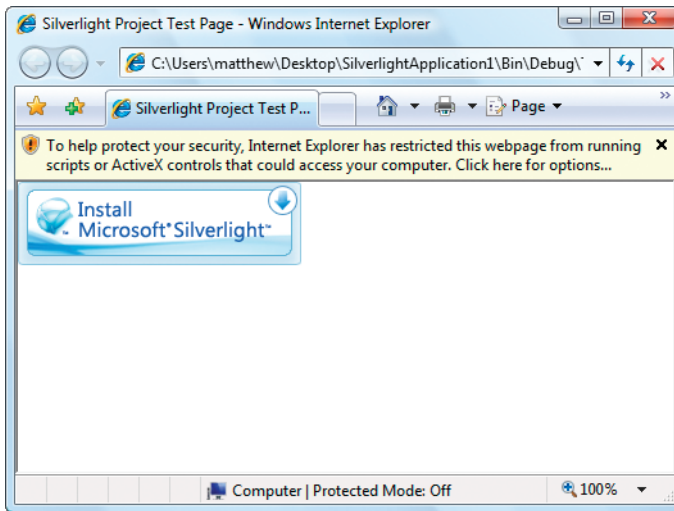 Silverlight Project Test Page - Windows Internet Explorer
C:\Users\matthew\Desktop\SilverlightApplication1\Bin\Debug\
Silverlight Project Test P...
Page
To help protect your security, Internet Explorer has restricted this webpage from running
scripts or ActiveX controls that could access your computer. Click here for options...
Install
Microsoft®Silverlight™
Computer | Protected Mode: Off
100%